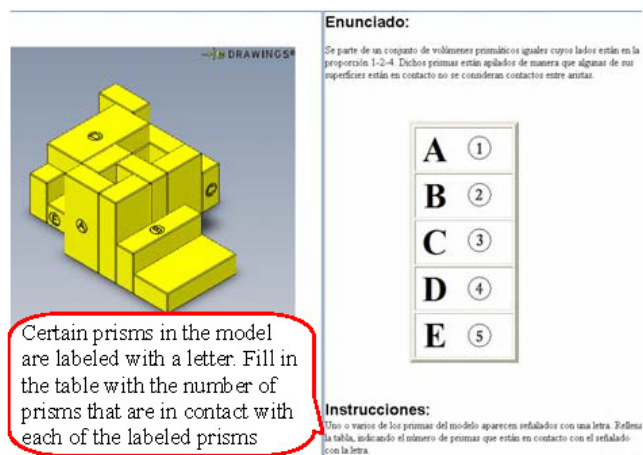 DRAWINGS®
D
C
E
A
B
Certain prisms in the model
are labeled with a letter. Fill in
the table with the number of
prisms that are in contact with
each of the labeled prisms
Enunciado:
Se parte de un conjunto de volúmenes prismáticos iguales cuyos lados están en la
proporción 1-2-4. Dichos prismas están apilados de manera que algunas de sus
superficies están en contacto no se consideran contactos entre aristas.
A 1
B 2
C 3
D 4
E 5
Instrucciones:
Uno o varios de los prismas del modelo aparecen señalados con una letra. Rellena
la tabla, indicando el número de prismas que están en contacto con el señalado
con la letra.